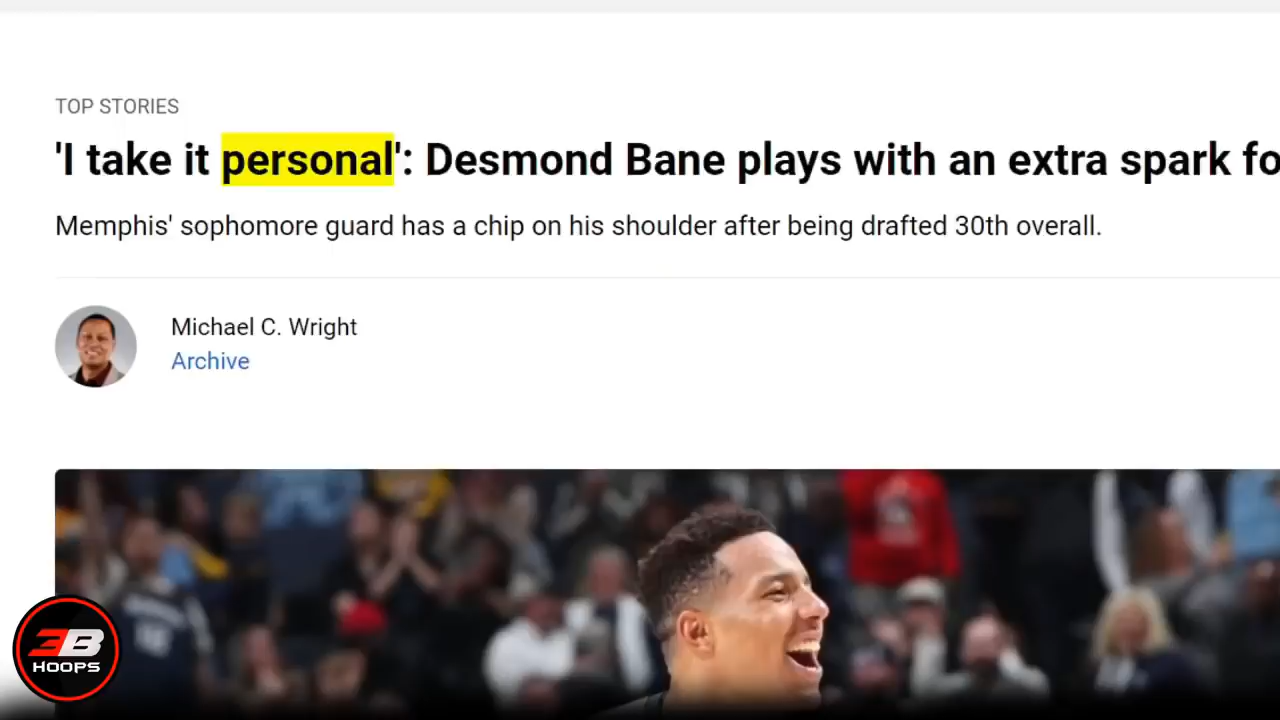 TOP STORIES
'I take it personal': Desmond Bane plays with an extra spark fo
Memphis' sophomore guard has a chip on his shoulder after being drafted 30th overall.
Michael C. Wright
Archive
3B
HOOPS